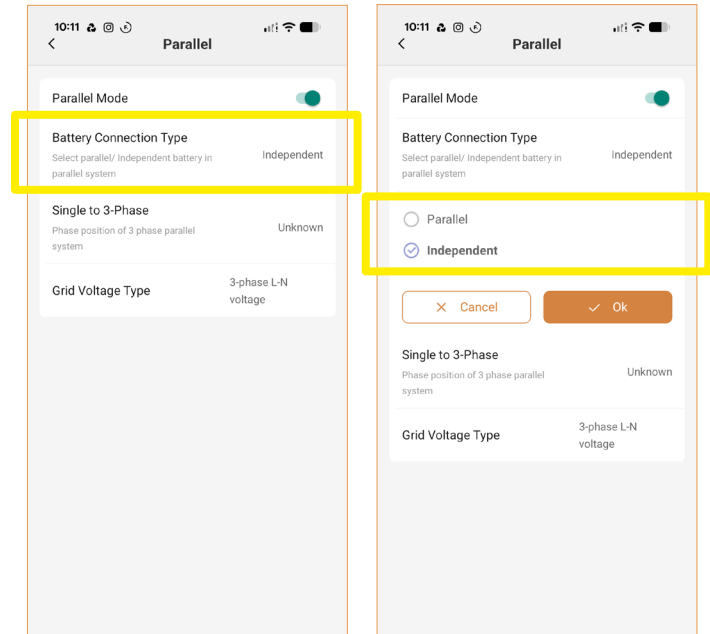 10:11
Parallel
Parallel Mode
Battery Connection Type
Select parallel/ Independent battery in
parallel system
Independent
Single to 3-Phase
Phase position of 3 phase parallel
system
Unknown
Grid Voltage Type
3-phase L-N
voltage
10:11
Parallel
Parallel Mode
Battery Connection Type
Select parallel/ Independent battery in
parallel system
Independent
Parallel
Independent
Cancel
Ok
Single to 3-Phase
Phase position of 3 phase parallel
system
Unknown
Grid Voltage Type
3-phase L-N
voltage